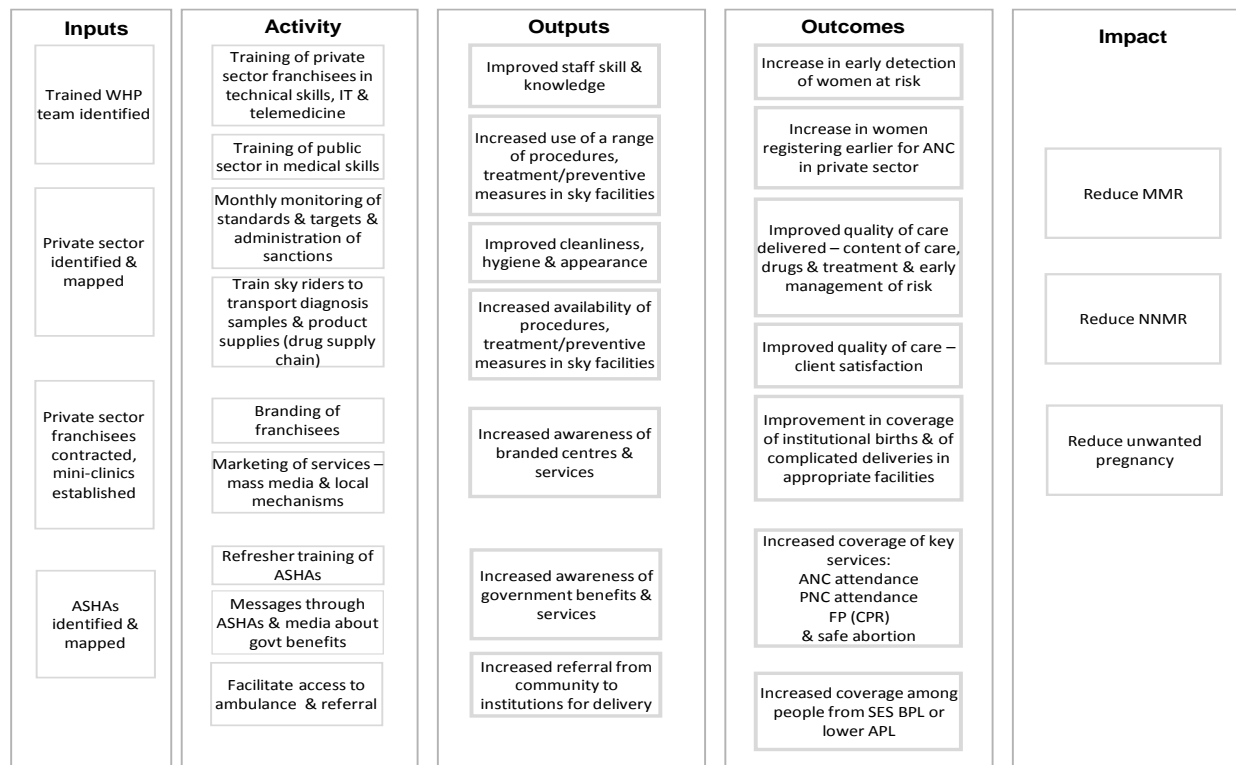 Inputs
Trained WHP
team identified
Private sector
identified &
mapped
Private sector
franchisees
contracted,
mini-clinics
established
ASHAs
identified &
mapped
Activity
Training of private
sector franchisees in
technical skills, IT &
telemedicine
Training of public
sector in medical skills
Monthly monitoring of
standards & targets &
administration of
sanctions
Train sky riders to
transport diagnosis
samples & product
supplies (drug supply
chain)
Branding of
franchisees
Marketing of services –
mass media & local
mechanisms
Refresher training of
ASHAs
Messages through
ASHAs & media about
govt benefits
Facilitate access to
ambulance & referral
Outputs
Improved staff skill &
knowledge
Increased use of a range
of procedures,
treatment/preventive
measures in sky facilities
Improved cleanliness,
hygiene & appearance
Increased availability of
procedures,
treatment/preventive
measures in sky facilities
Increased awareness of
branded centres &
services
Increased awareness of
government benefits &
services
Increased referral from
community to
institutions for delivery
Outcomes
Increase in early detection
of women at risk
Increase in women
registering earlier for ANC
in private sector
Improved quality of care
delivered – content of care,
drugs & treatment & early
management of risk
Improved quality of care –
client satisfaction
Improvement in coverage
of institutional births & of
complicated deliveries in
appropriate facilities
Increased coverage of key
services:
ANC attendance
PNC attendance
FP (CPR)
& safe abortion
Increased coverage among
people from SES BPL or
lower APL
Impact
Reduce MMR
Reduce NNMR
Reduce unwanted
pregnancy